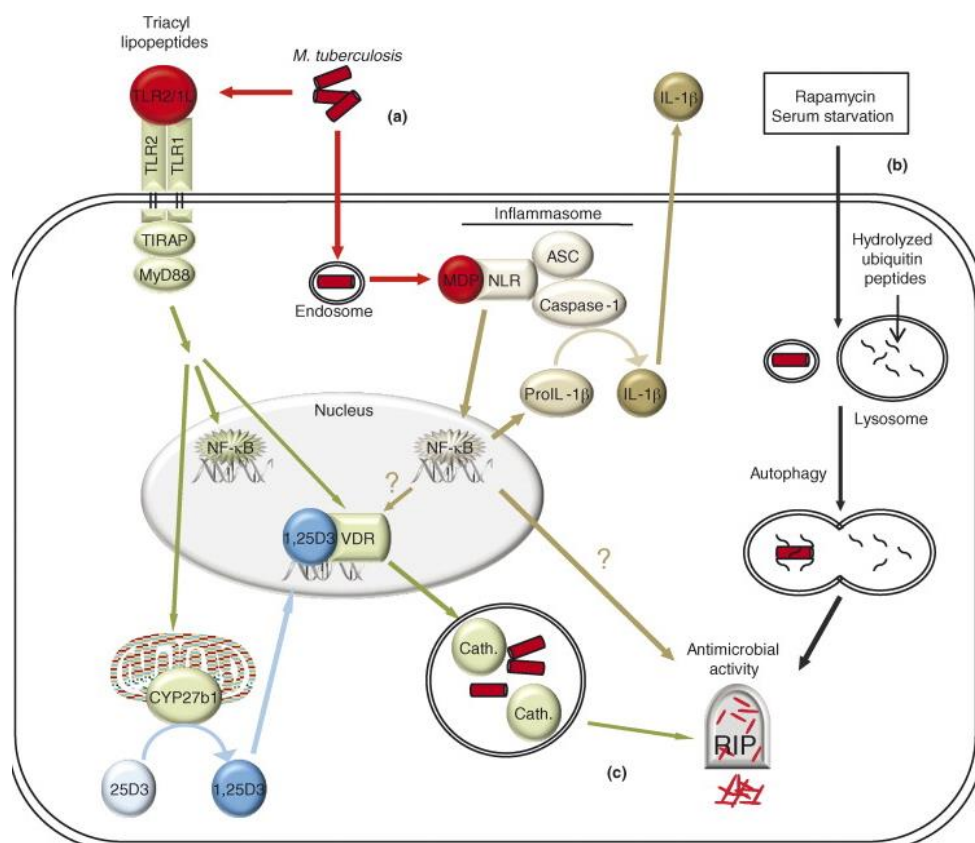 Triacyl
lipopeptides
M. tuberculosis
TLR2/1L
(a)
IL-1β
Rapamycin
Serum starvation
(b)
TLR2
TLR1
Inflammasome
TIRAP
MyD88
ASC
Hydrolyzed
ubiquitin
peptides
MDP
NLR
Caspase-1
Endosome
ProIL-1β
IL-1β
Nucleus
Lysosome
NF-κB
NF-κB
Autophagy
?
1,25D3
VDR
?
Cath.
Antimicrobial
activity
CYP27b1
Cath.
RIP
(c)
25D3
1,25D3